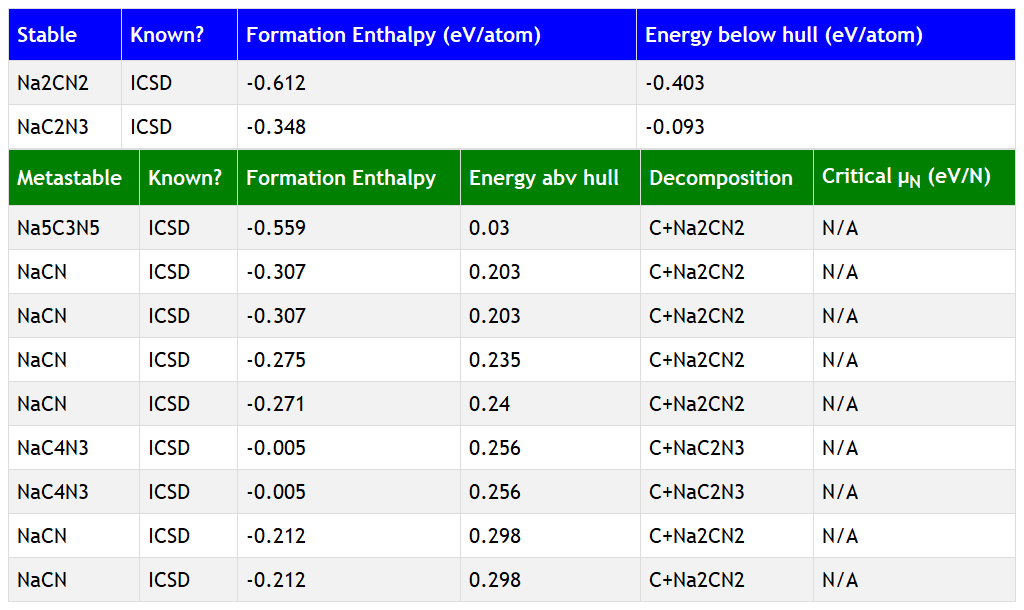 Stable Known? Formation Enthalpy (eV/atom) Energy below hull (eV/atom)
Na2CN2 ICSD -0.612 -0.403
NaC2N3 ICSD -0.348 -0.093
Metastable Known? Formation Enthalpy Energy abv hull Decomposition Critical μN (eV/N)
Na5C3N5 ICSD -0.559 0.03 C+Na2CN2 N/A
NaCN ICSD -0.307 0.203 C+Na2CN2 N/A
NaCN ICSD -0.307 0.203 C+Na2CN2 N/A
NaCN ICSD -0.275 0.235 C+Na2CN2 N/A
NaCN ICSD -0.271 0.24 C+Na2CN2 N/A
NaC4N3 ICSD -0.005 0.256 C+NaC2N3 N/A
NaC4N3 ICSD -0.005 0.256 C+NaC2N3 N/A
NaCN ICSD -0.212 0.298 C+Na2CN2 N/A
NaCN ICSD -0.212 0.298 C+Na2CN2 N/A